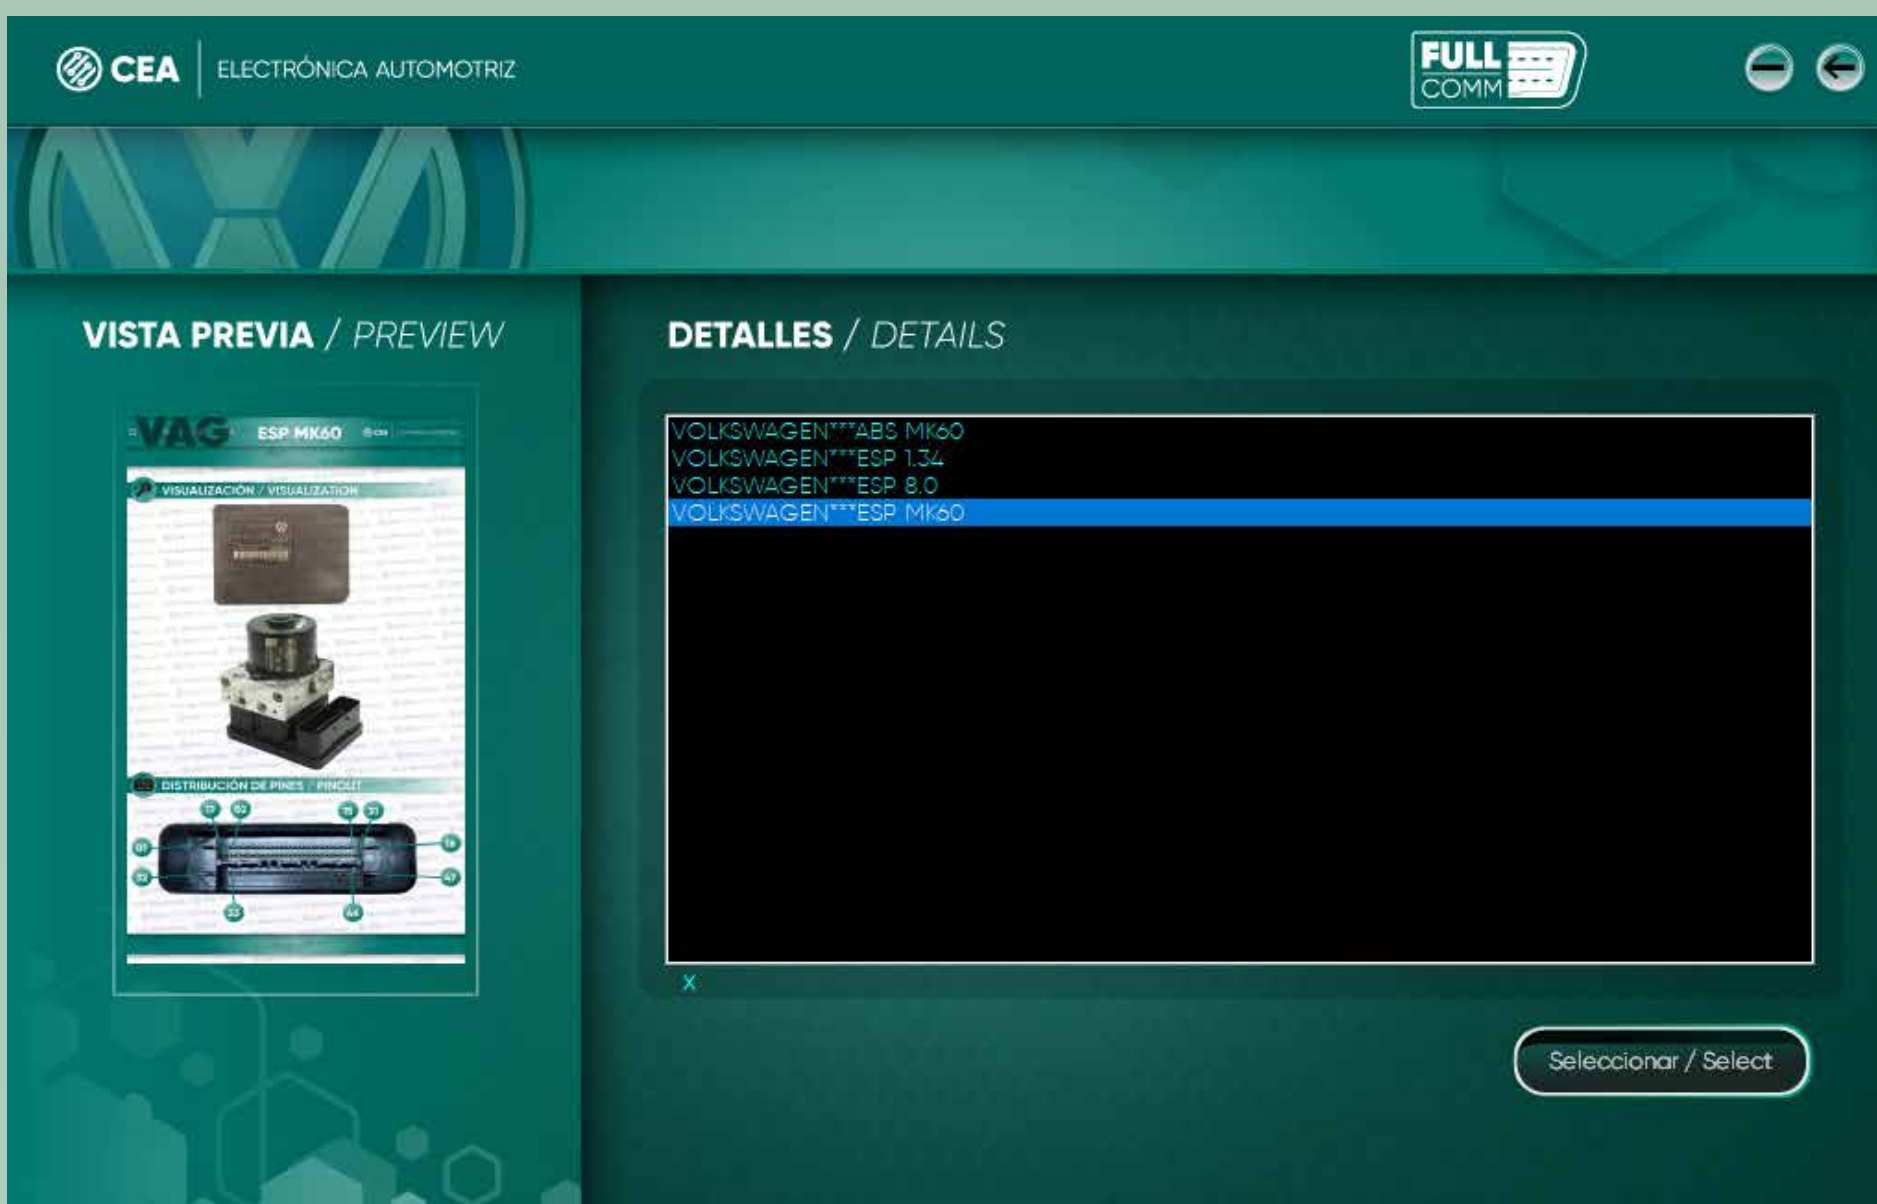 CEA ELECTRÓNICA AUTOMOTRIZ
FULL
COMM
VISTA PREVIA / PREVIEW
VAG ESP MK60 CEA
VISUALIZACIÓN / VISUALIZATION
DISTRIBUCIÓN DE PINES / PINOUT
DETALLES / DETAILS
VOLKSWAGEN***ABS MK60
VOLKSWAGEN***ESP 1.34
VOLKSWAGEN***ESP 8.0
VOLKSWAGEN***ESP MK60
X
Seleccionar / Select